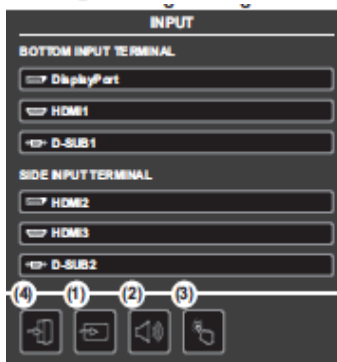 INPUT
BOTTOM INPUT TERMINAL
DisplayPort
HDMI1
D-SUB1
SIDE INPUT TERMINAL
HDMI2
HDMI3
D-SUB2
(4) (1) (2) (3)